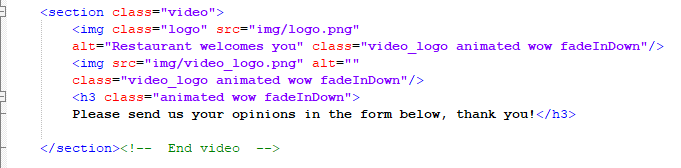 <section class="video">
<img class="logo" src="img/logo.png"
alt="Restaurant welcomes you" class="video_logo animated wow fadeInDown"/>
<img src="img/video_logo.png" alt=""
class="video_logo animated wow fadeInDown"/>
<h3 class="animated wow fadeInDown">
Please send us your opinions in the form below, thank you!</h3>
</section><!--  End video  -->